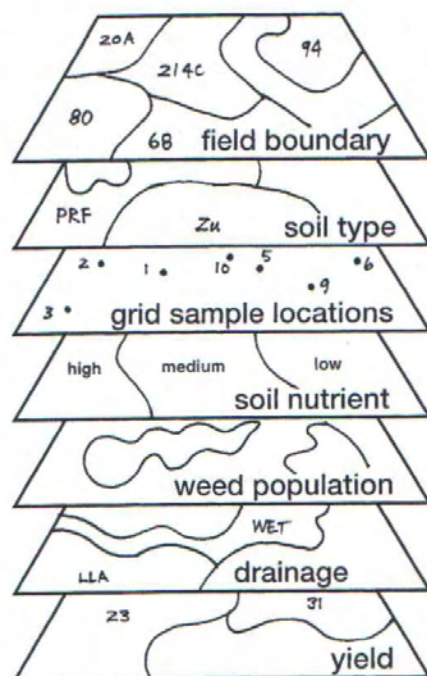 20A
214C
94
80
68
field boundary
PRF
Zu
soil type
2
1
10
5
6
9
3
grid sample locations
high medium low
soil nutrient
weed population
WET
LLA
drainage
23
31
yield